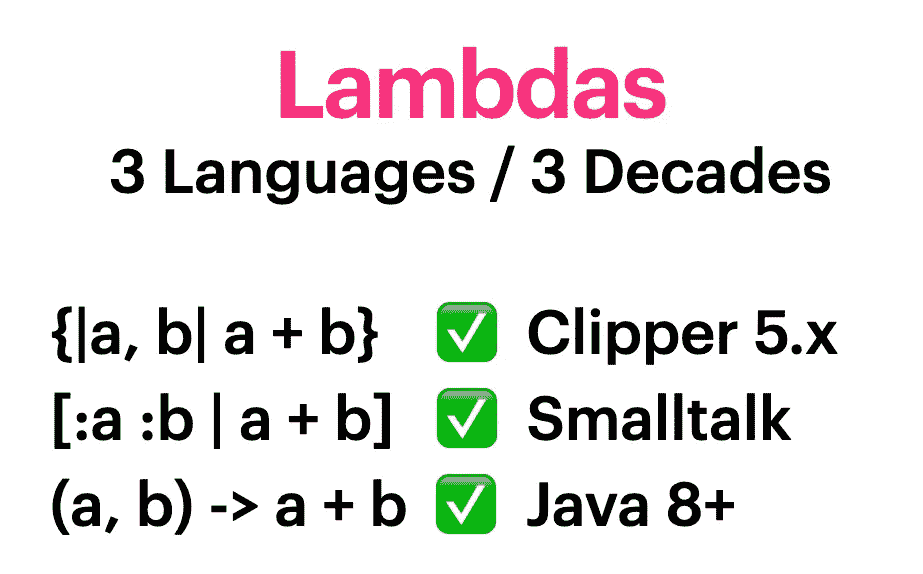 Lambdas
3 Languages / 3 Decades
{|a, b| a + b} ✅ Clipper 5.x
[:a :b | a + b] ✅ Smalltalk
(a, b) -> a + b ✅ Java 8+